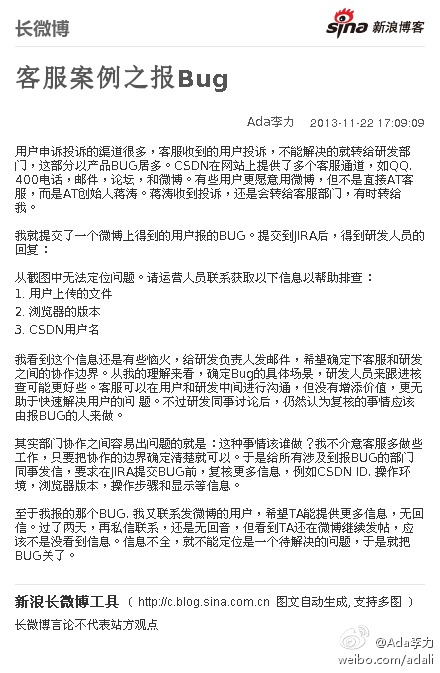 长微博
sina 新浪博客
客服案例之报Bug
Ada李力 2013-11-22 17:09:09
用户申诉投诉的渠道很多，客服收到的用户投诉，不能解决的就转给研发部
门，这部分以产品BUG居多。CSDN在网站上提供了多个客服通道，如QQ.
400电话，邮件，论坛，和微博。有些用户更愿意用微博，但不是直接AT客
服，而是AT创始人蒋涛。蒋涛收到投诉，还是会转给客服部门，有时转给
我。
我就提交了一个微博上得到的用户报的BUG。提交到JIRA后，得到研发人员的
回复：
从截图中无法定位问题。请运营人员联系获取以下信息以帮助排查：
1. 用户上传的文件
2. 浏览器的版本
3. CSDN用户名
我看到这个信息还是有些恼火，给研发负责人发邮件，希望确定下客服和研发
之间的协作边界。从我的理解来看，确定Bug的具体场景，研发人员来跟进核
查可能更好些。客服可以在用户和研发中间进行沟通，但没有增添价值，更无
助于快速解决用户的问 题。不过研发同事讨论后，仍然认为复核的事情应该
由报BUG的人来做。
其实部门协作之间容易出问题的就是：这种事情该谁做？我不介意客服多做些
工作，只要把协作的边界确定清楚就可以。于是给所有涉及到报BUG的部门
同事发信，要求在JIRA提交BUG前，复核更多信息，例如CSDN ID. 操作环
境，浏览器版本，操作步骤和显示等信息。
至于我报的那个BUG. 我又联系发微博的用户，希望TA能提供更多信息，无回
信。过了两天，再私信联系，还是无回音，但看到TA还在微博继续发帖，应
该不是没看到信息。信息不全，就不能定位是一个待解决的问题，于是就把
BUG关了。
新浪长微博工具 （ http://c.blog.sina.com.cn 图文自动生成, 支持多图 ）
长微博言论不代表站方观点
@Ada李力
weibo.com/adali